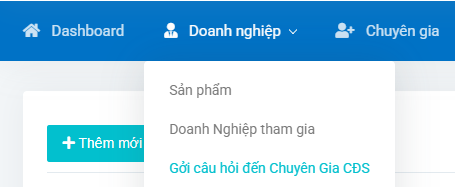 Dashboard Doanh nghiệp Chuyên gia
Sản phẩm
Doanh Nghiệp tham gia
Thêm mới
Gởi câu hỏi đến Chuyên Gia CĐS